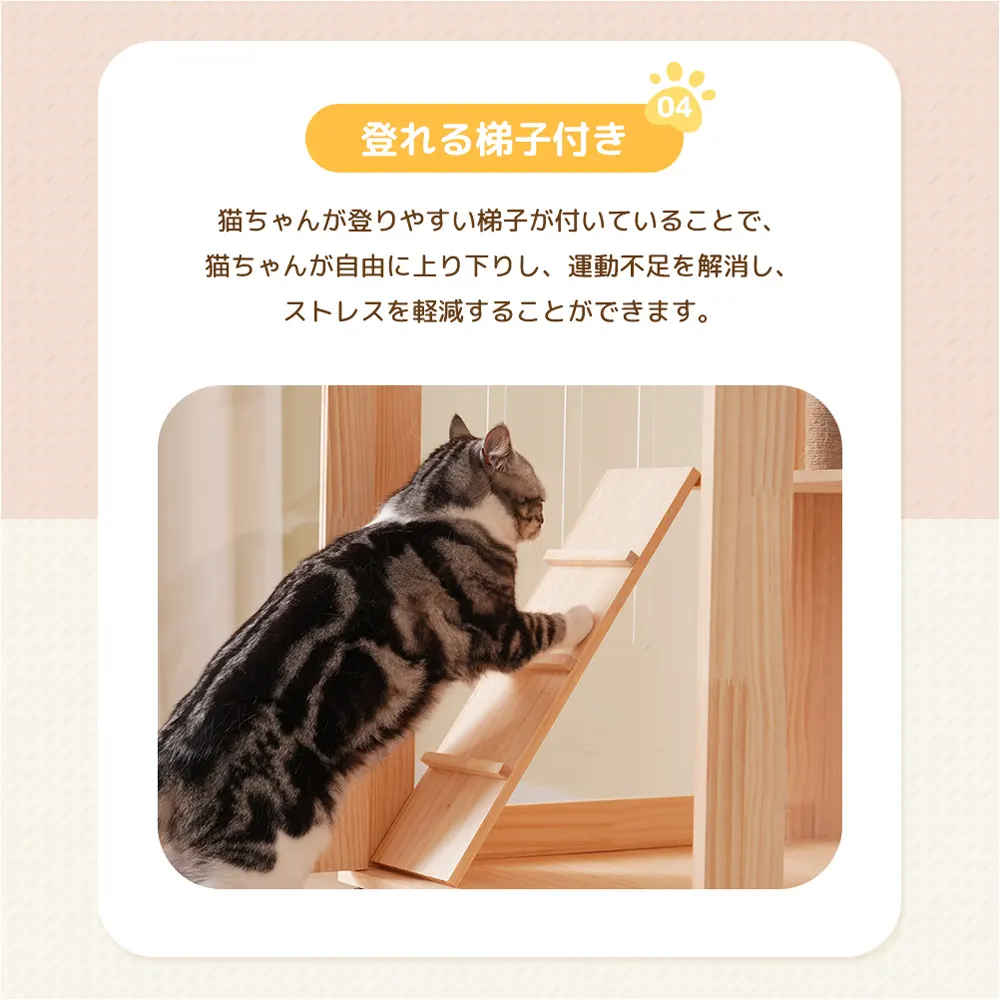 04
登れる梯子付き
猫ちゃんが登りやすい梯子が付いていることで、
猫ちゃんが自由に上り下りし、運動不足を解消し、
ストレスを軽減することができます。